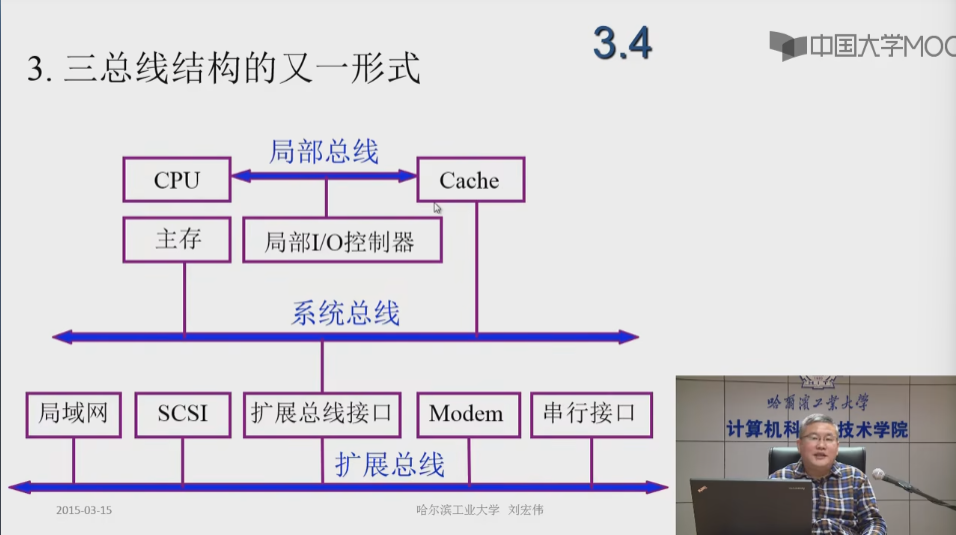 3.4
中国大学MOO
3. 三总线结构的又一形式
局部总线
CPU
Cache
主存
局部I/O控制器
系统总线
局域网
SCSI
扩展总线接口
Modem
串行接口
扩展总线
2015-03-15
哈尔滨工业大学 刘宏伟
哈爾濱工業大學
计算机科 技术学院